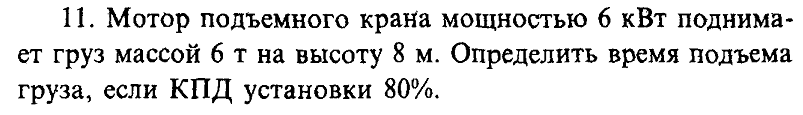 11. Мотор подъемного крана мощностью 6 кВт поднима-
ет груз массой 6 т на высоту 8 м. Определить время подъема
груза, если КПД установки 80%.